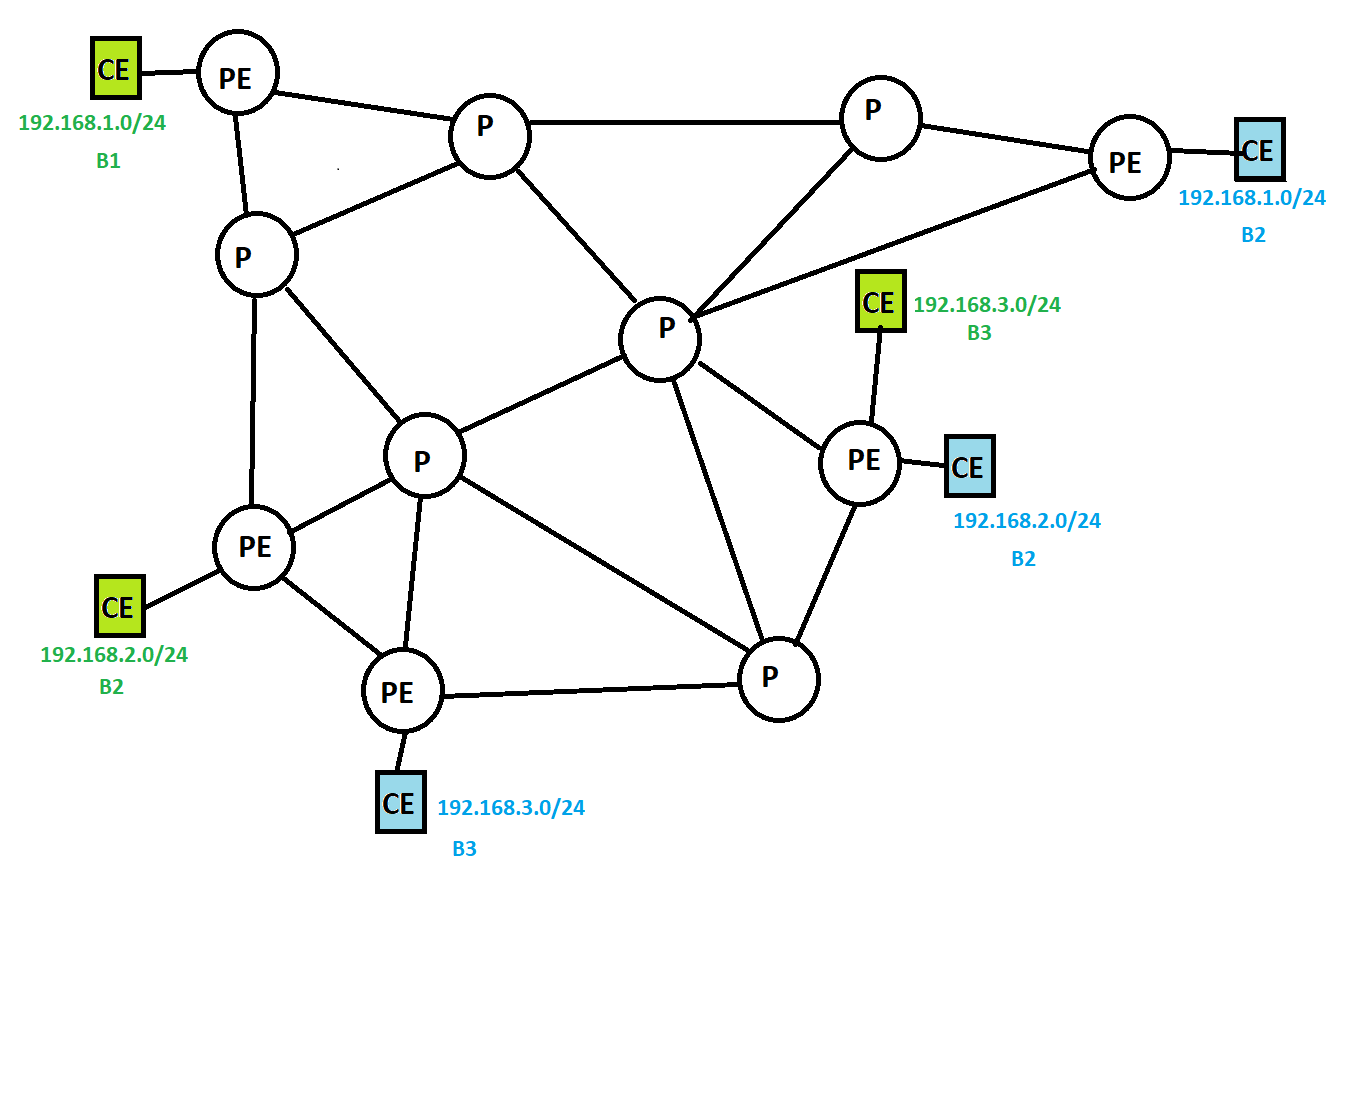 CE
PE
192.168.1.0/24
B1
P
P
PE
CE
192.168.1.0/24
B2
P
P
CE
192.168.3.0/24
B3
P
PE
CE
192.168.2.0/24
B2
PE
CE
192.168.2.0/24
B2
PE
P
CE
192.168.3.0/24
B3